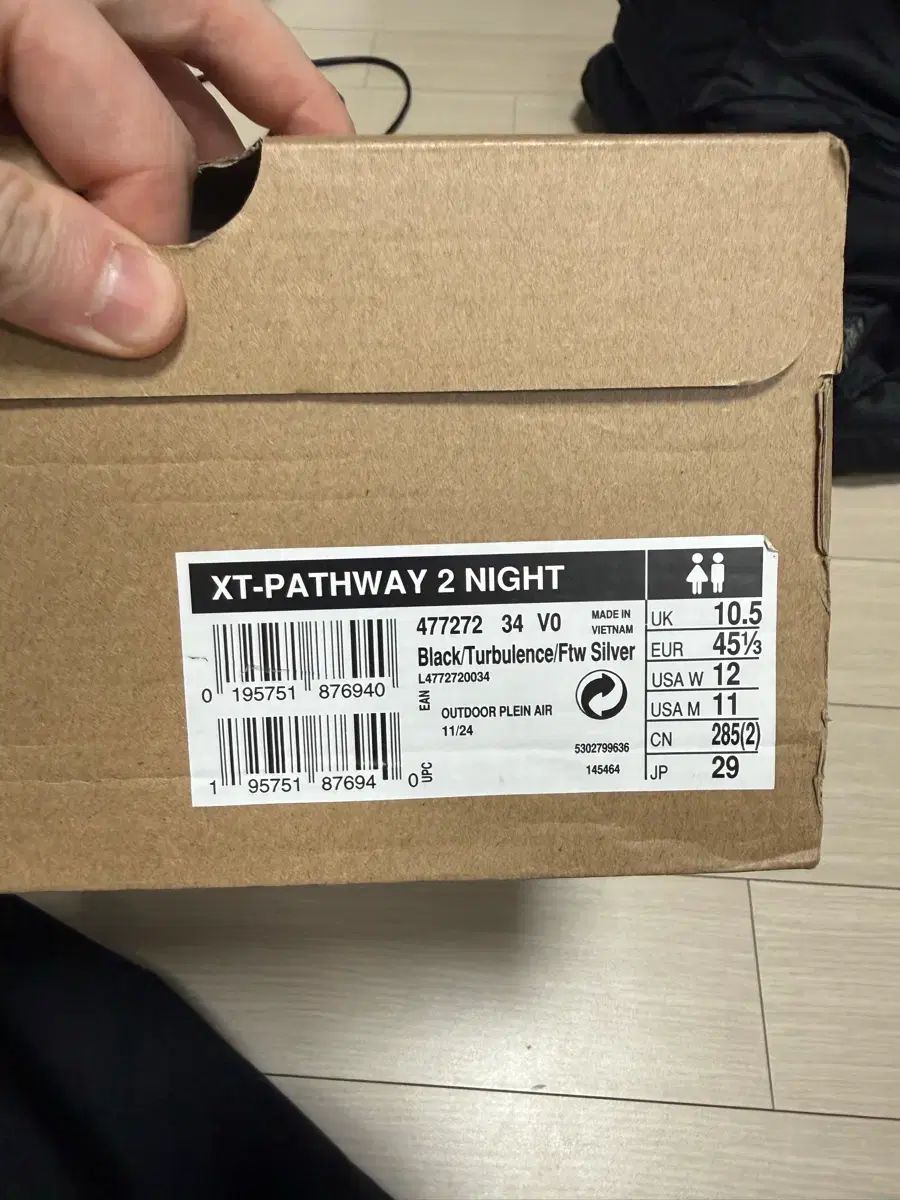 XT-PATHWAY 2 NIGHT
477272 34 V0
MADE IN
VIETNAM
Black/Turbulence/Ftw Silver
L4772720034
0 195751 876940
EAN
OUTDOOR PLEIN AIR
11/24
5302799636
145464
1 95751 87694 0
UPC
UK 10.5
EUR 45⅓
USA W 12
USA M 11
CN 285(2)
JP 29